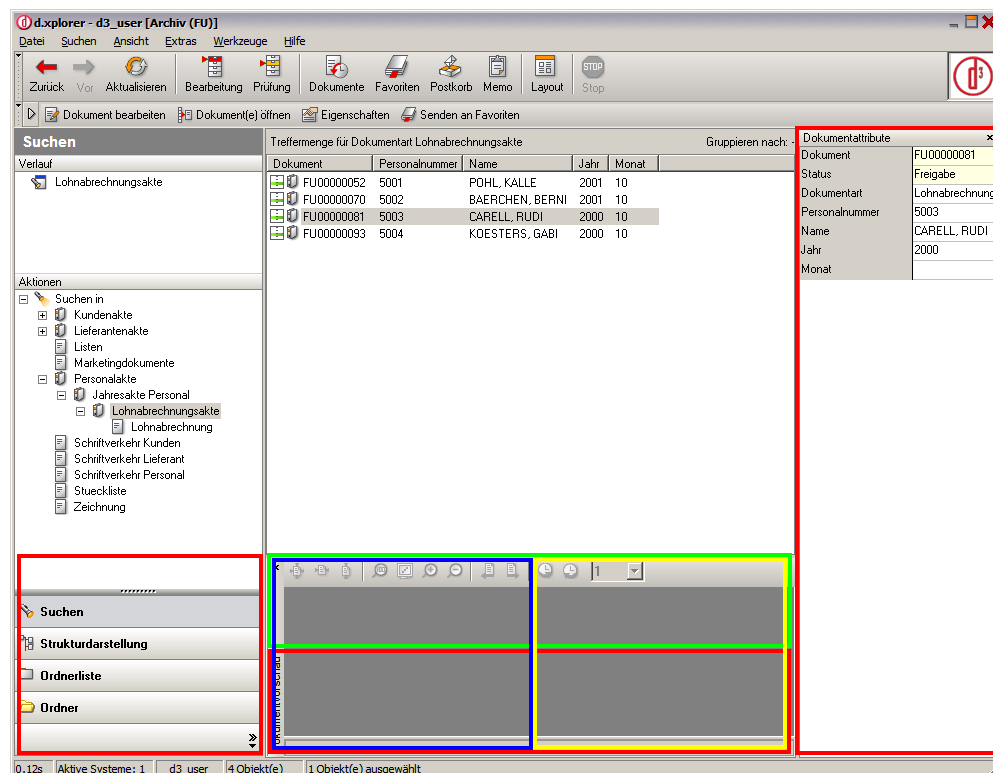 d.xplorer - d3_user [Archiv (FU)]
Datei Suchen Ansicht Extras Werkzeuge Hilfe
Zurück Vor Aktualisieren Bearbeitung Prüfung Dokumente Favoriten Postkorb Memo Layout STOP Stop d3
Dokument bearbeiten Dokument(e) öffnen Eigenschaften Senden an Favoriten
Suchen
Verlauf
Lohnabrechnungsakte
Aktionen
Suchen in
Kundenakte
Lieferantenakte
Listen
Marketingdokumente
Personalakte
Jahresakte Personal
Lohnabrechnungsakte
Lohnabrechnung
Schriftverkehr Kunden
Schriftverkehr Lieferant
Schriftverkehr Personal
Stueckliste
Zeichnung
Suchen
Strukturdarstellung
Ordnerliste
Ordner
Treffermenge für Dokumentart Lohnabrechnungsakte Gruppieren nach: -
Dokument Personalnummer Name Jahr Monat
FU00000052 5001 POHL, KALLE 2001 10
FU00000070 5002 BAERCHEN, BERNI 2001 10
FU00000081 5003 CARELL, RUDI 2000 10
FU00000093 5004 KOESTERS, GABI 2000 10
1
Dokumentattribute
Dokument FU00000081
Status Freigabe
Dokumentart Lohnabrechnung
Personalnummer 5003
Name CARELL, RUDI
Jahr 2000
Monat
0.12s Aktive Systeme: 1 d3_user 4 Objekt(e) 1 Objekt(e) ausgewählt